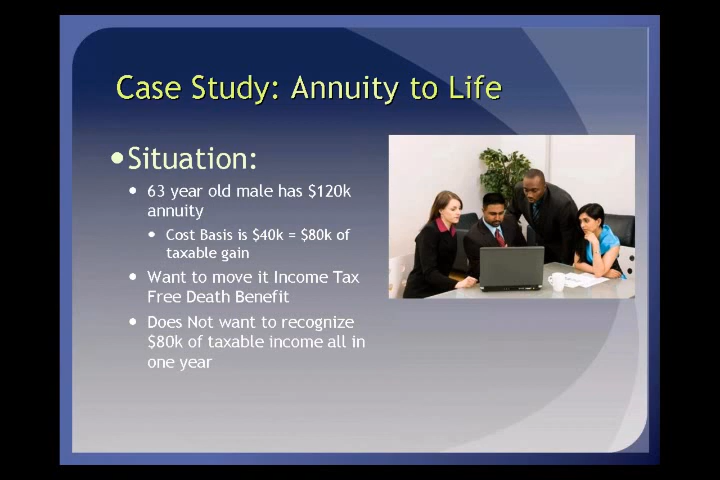 Case Study: Annuity to Life
• Situation:
• 63 year old male has $120k
annuity
• Cost Basis is $40k = $80k of
taxable gain
• Want to move it Income Tax
Free Death Benefit
• Does Not want to recognize
$80k of taxable income all in
one year